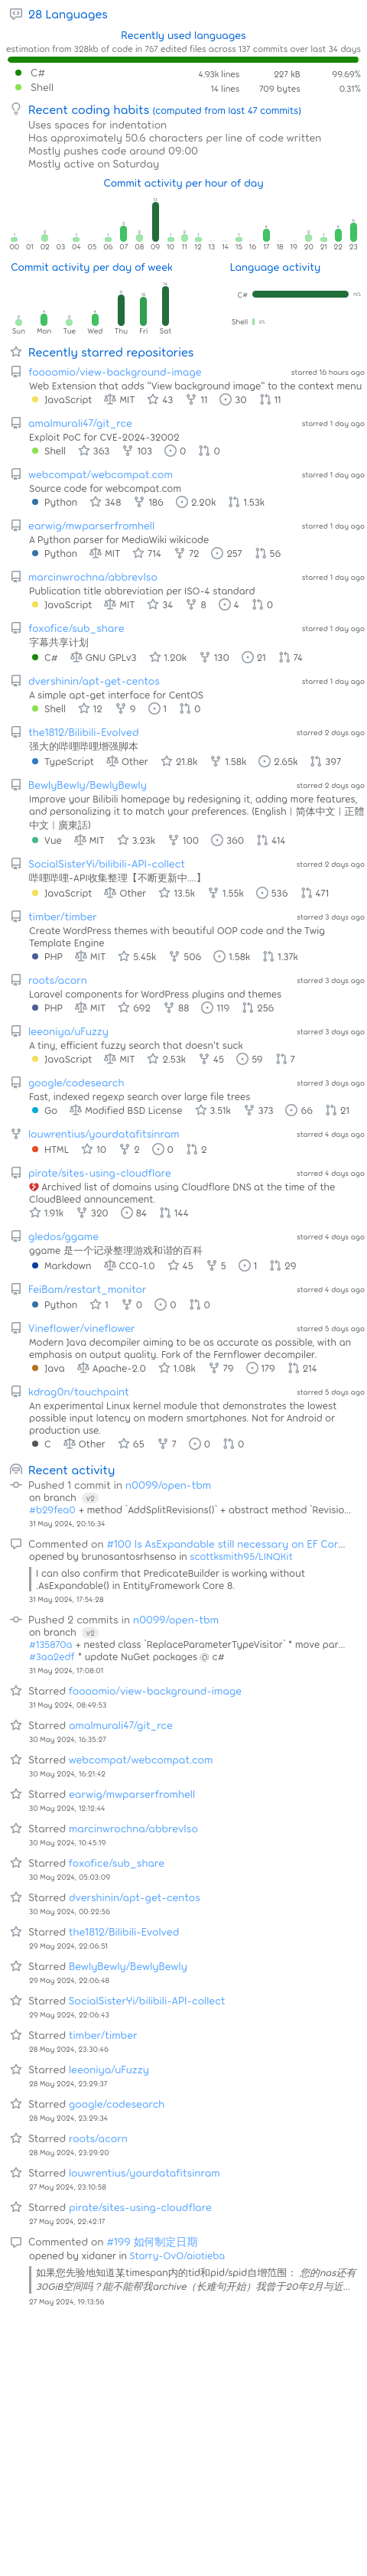 28 Languages
Recently used languages
estimation from 328kb of code in 767 edited files across 137 commits over last 34 days
C# 4.93k lines 227 kB 99.69%
Shell 14 lines 709 bytes 0.31%
Recent coding habits (computed from last 47 commits)
Uses spaces for indentation
Has approximately 50.6 characters per line of code written
Mostly pushes code around 09:00
Mostly active on Saturday
Commit activity per hour of day
00 01 02 03 04 05 06 07 08 09 10 11 12 13 14 15 16 17 18 19 20 21 22 23
Commit activity per day of week
Language activity
Sun Mon Tue Wed Thu Fri Sat
C#
Shell
Recently starred repositories
foooomio/view-background-image starred 16 hours ago
Web Extension that adds "View background image" to the context menu
JavaScript MIT 43 11 30 11
amalmurali47/git_rce starred 1 day ago
Exploit PoC for CVE-2024-32002
Shell 363 103 0 0
webcompat/webcompat.com starred 1 day ago
Source code for webcompat.com
Python 348 186 2.20k 1.53k
earwig/mwparserfromhell starred 1 day ago
A Python parser for MediaWiki wikicode
Python MIT 714 72 257 56
marcinwrochna/abbrevIso starred 1 day ago
Publication title abbreviation per ISO-4 standard
JavaScript MIT 34 8 4 0
foxofice/sub_share starred 1 day ago
字幕共享计划
C# GNU GPLv3 1.20k 130 21 74
dvershinin/apt-get-centos starred 1 day ago
A simple apt-get interface for CentOS
Shell 12 9 1 0
the1812/Bilibili-Evolved starred 2 days ago
强大的哔哩哔哩增强脚本
TypeScript Other 21.8k 1.58k 2.65k 397
BewlyBewly/BewlyBewly starred 2 days ago
Improve your Bilibili homepage by redesigning it, adding more features,
and personalizing it to match your preferences. (English | 简体中文 | 正體
中文 | 廣東話)
Vue MIT 3.23k 100 360 414
SocialSisterYi/bilibili-API-collect starred 2 days ago
哔哩哔哩-API收集整理【不断更新中....】
JavaScript Other 13.5k 1.55k 536 471
timber/timber starred 3 days ago
Create WordPress themes with beautiful OOP code and the Twig
Template Engine
PHP MIT 5.45k 506 1.58k 1.37k
roots/acorn starred 3 days ago
Laravel components for WordPress plugins and themes
PHP MIT 692 88 119 256
leeoniya/uFuzzy starred 3 days ago
A tiny, efficient fuzzy search that doesn't suck
JavaScript MIT 2.53k 45 59 7
google/codesearch starred 3 days ago
Fast, indexed regexp search over large file trees
Go Modified BSD License 3.51k 373 66 21
louwrentius/yourdatafitsinram starred 4 days ago
HTML 10 2 0 2
pirate/sites-using-cloudflare starred 4 days ago
💔 Archived list of domains using Cloudflare DNS at the time of the
CloudBleed announcement.
1.91k 320 84 144
gledos/ggame starred 4 days ago
ggame 是一个记录整理游戏和谐的百科
Markdown CC0-1.0 45 5 1 29
FeiBam/restart_monitor starred 4 days ago
Python 1 0 0 0
Vineflower/vineflower starred 5 days ago
Modern Java decompiler aiming to be as accurate as possible, with an
emphasis on output quality. Fork of the Fernflower decompiler.
Java Apache-2.0 1.08k 79 179 214
kdrag0n/touchpaint starred 5 days ago
An experimental Linux kernel module that demonstrates the lowest
possible input latency on modern smartphones. Not for Android or
production use.
C Other 65 7 0 0
Recent activity
Pushed 1 commit in n0099/open-tbm
on branch v2
#b29fea0 + method `AddSplitRevisions()` + abstract method `Revisio...
31 May 2024, 20:16:34
Commented on #100 Is AsExpandable still necessary on EF Cor...
opened by brunosantosrhsenso in scottksmith95/LINQKit
I can also confirm that PredicateBuilder is working without
.AsExpandable() in EntityFramework Core 8.
31 May 2024, 17:54:28
Pushed 2 commits in n0099/open-tbm
on branch v2
#135870a + nested class `ReplaceParameterTypeVisitor` * move par...
#3aa2edf * update NuGet packages @ c#
31 May 2024, 17:08:01
Starred foooomio/view-background-image
31 May 2024, 08:49:53
Starred amalmurali47/git_rce
30 May 2024, 16:35:27
Starred webcompat/webcompat.com
30 May 2024, 16:21:42
Starred earwig/mwparserfromhell
30 May 2024, 12:12:44
Starred marcinwrochna/abbrevIso
30 May 2024, 10:45:19
Starred foxofice/sub_share
30 May 2024, 05:03:09
Starred dvershinin/apt-get-centos
30 May 2024, 00:22:56
Starred the1812/Bilibili-Evolved
29 May 2024, 22:06:51
Starred BewlyBewly/BewlyBewly
29 May 2024, 22:06:48
Starred SocialSisterYi/bilibili-API-collect
29 May 2024, 22:06:43
Starred timber/timber
28 May 2024, 23:30:46
Starred leeoniya/uFuzzy
28 May 2024, 23:29:37
Starred google/codesearch
28 May 2024, 23:29:34
Starred roots/acorn
28 May 2024, 23:29:20
Starred louwrentius/yourdatafitsinram
27 May 2024, 23:10:58
Starred pirate/sites-using-cloudflare
27 May 2024, 22:42:17
Commented on #199 如何制定日期
opened by xidaner in Starry-OvO/aiotieba
如果您先验地知道某timespan内的tid和pid/spid自增范围： 您的nas还有
30GiB空间吗？能不能帮我archive（长难句开始）我曾于20年2月与近...
27 May 2024, 19:13:56